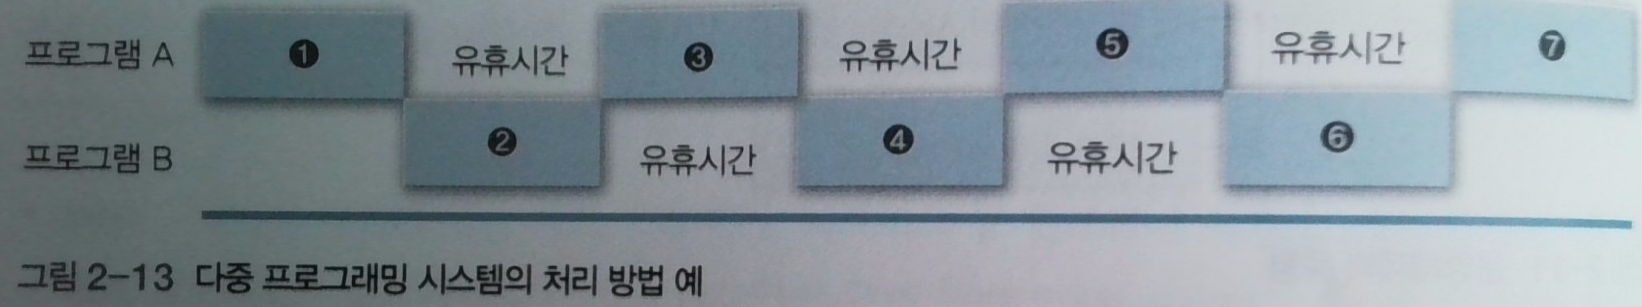 프로그램 A ❶ 유휴시간 ❸ 유휴시간 ❺ 유휴시간 ❼
프로그램 B ❷ 유휴시간 ❹ 유휴시간 ❻
그림 2-13 다중 프로그래밍 시스템의 처리 방법 예